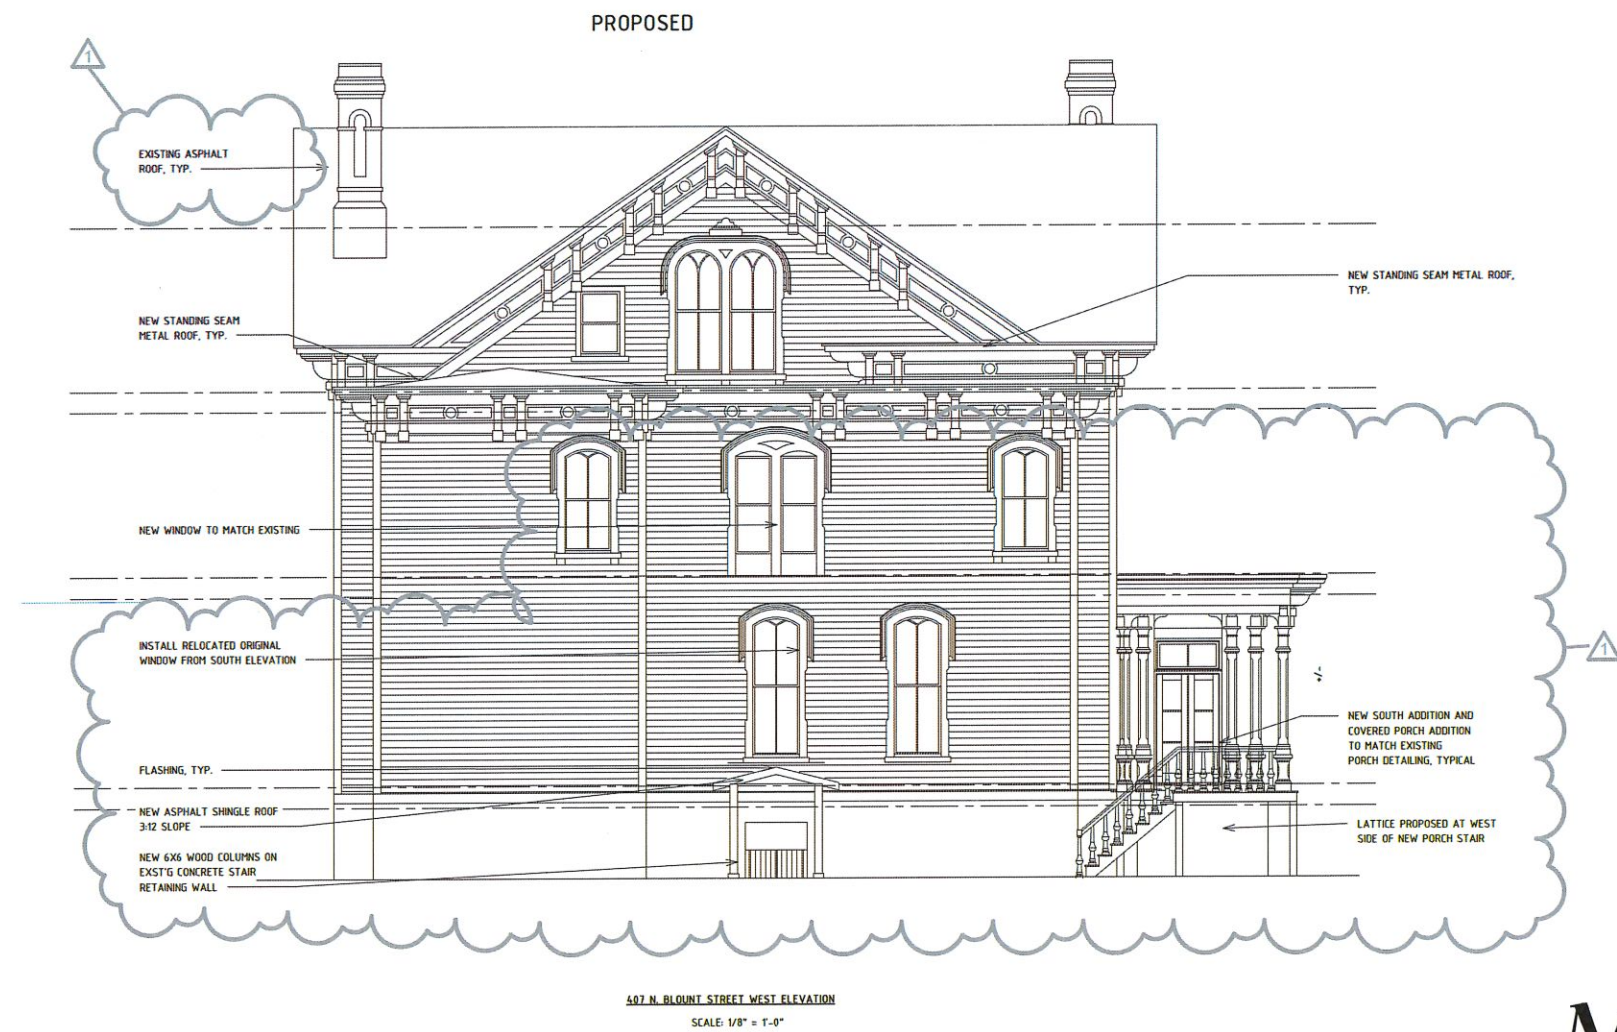 PROPOSED
1
EXISTING ASPHALT
ROOF, TYP.
NEW STANDING SEAM METAL ROOF,
TYP.
NEW STANDING SEAM
METAL ROOF, TYP.
NEW WINDOW TO MATCH EXISTING
INSTALL RELOCATED ORIGINAL
WINDOW FROM SOUTH ELEVATION
1
+/-
NEW SOUTH ADDITION AND
COVERED PORCH ADDITION
TO MATCH EXISTING
PORCH DETAILING, TYPICAL
FLASHING, TYP.
NEW ASPHALT SHINGLE ROOF
3:12 SLOPE
LATTICE PROPOSED AT WEST
SIDE OF NEW PORCH STAIR
NEW 6X6 WOOD COLUMNS ON
EXST'G CONCRETE STAIR
RETAINING WALL
407 N. BLOUNT STREET WEST ELEVATION
SCALE: 1/8" = 1'-0"